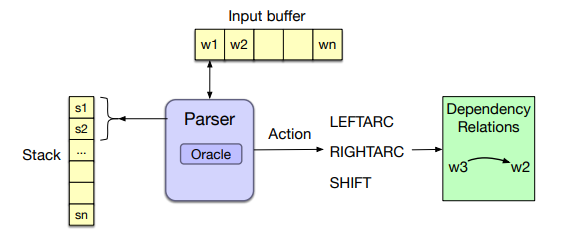 Input buffer
w1 w2 wn
s1
s2
...
sn
Stack
Parser
Oracle
Action
LEFTARC
RIGHTARC
SHIFT
Dependency
Relations
w3 w2